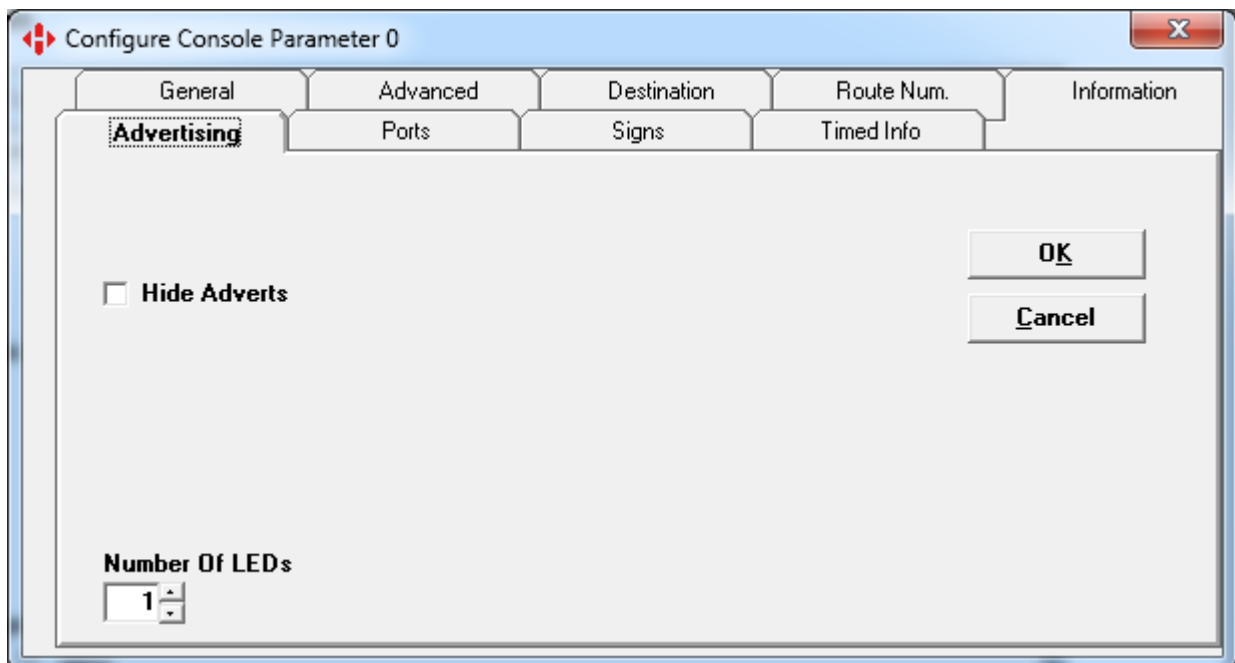 Configure Console Parameter 0
General Advanced Destination Route Num. Information
Advertising Ports Signs Timed Info
OK
Hide Adverts
Cancel
Number Of LEDs
1